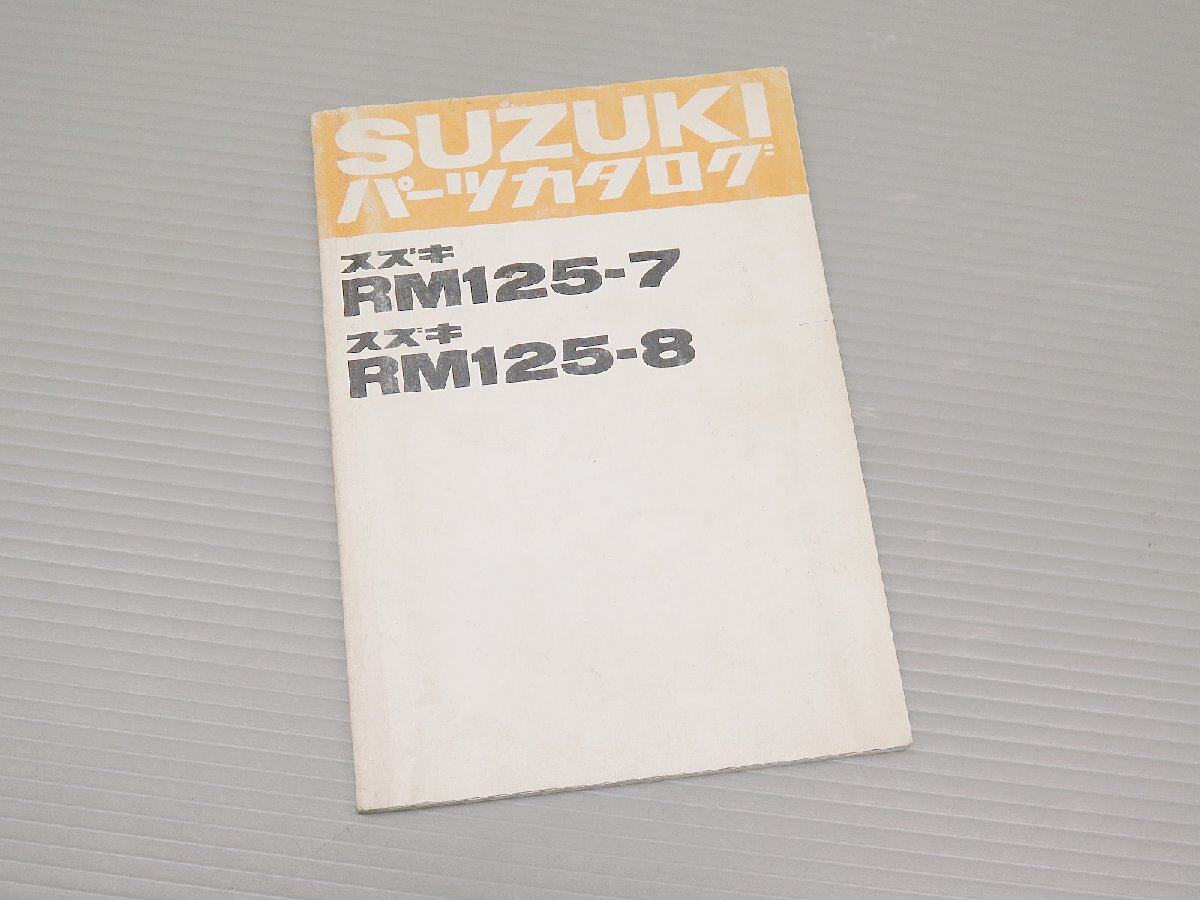 SUZUKI
パーツカタログ
スズキ
RM125-7
スズキ
RM125-8